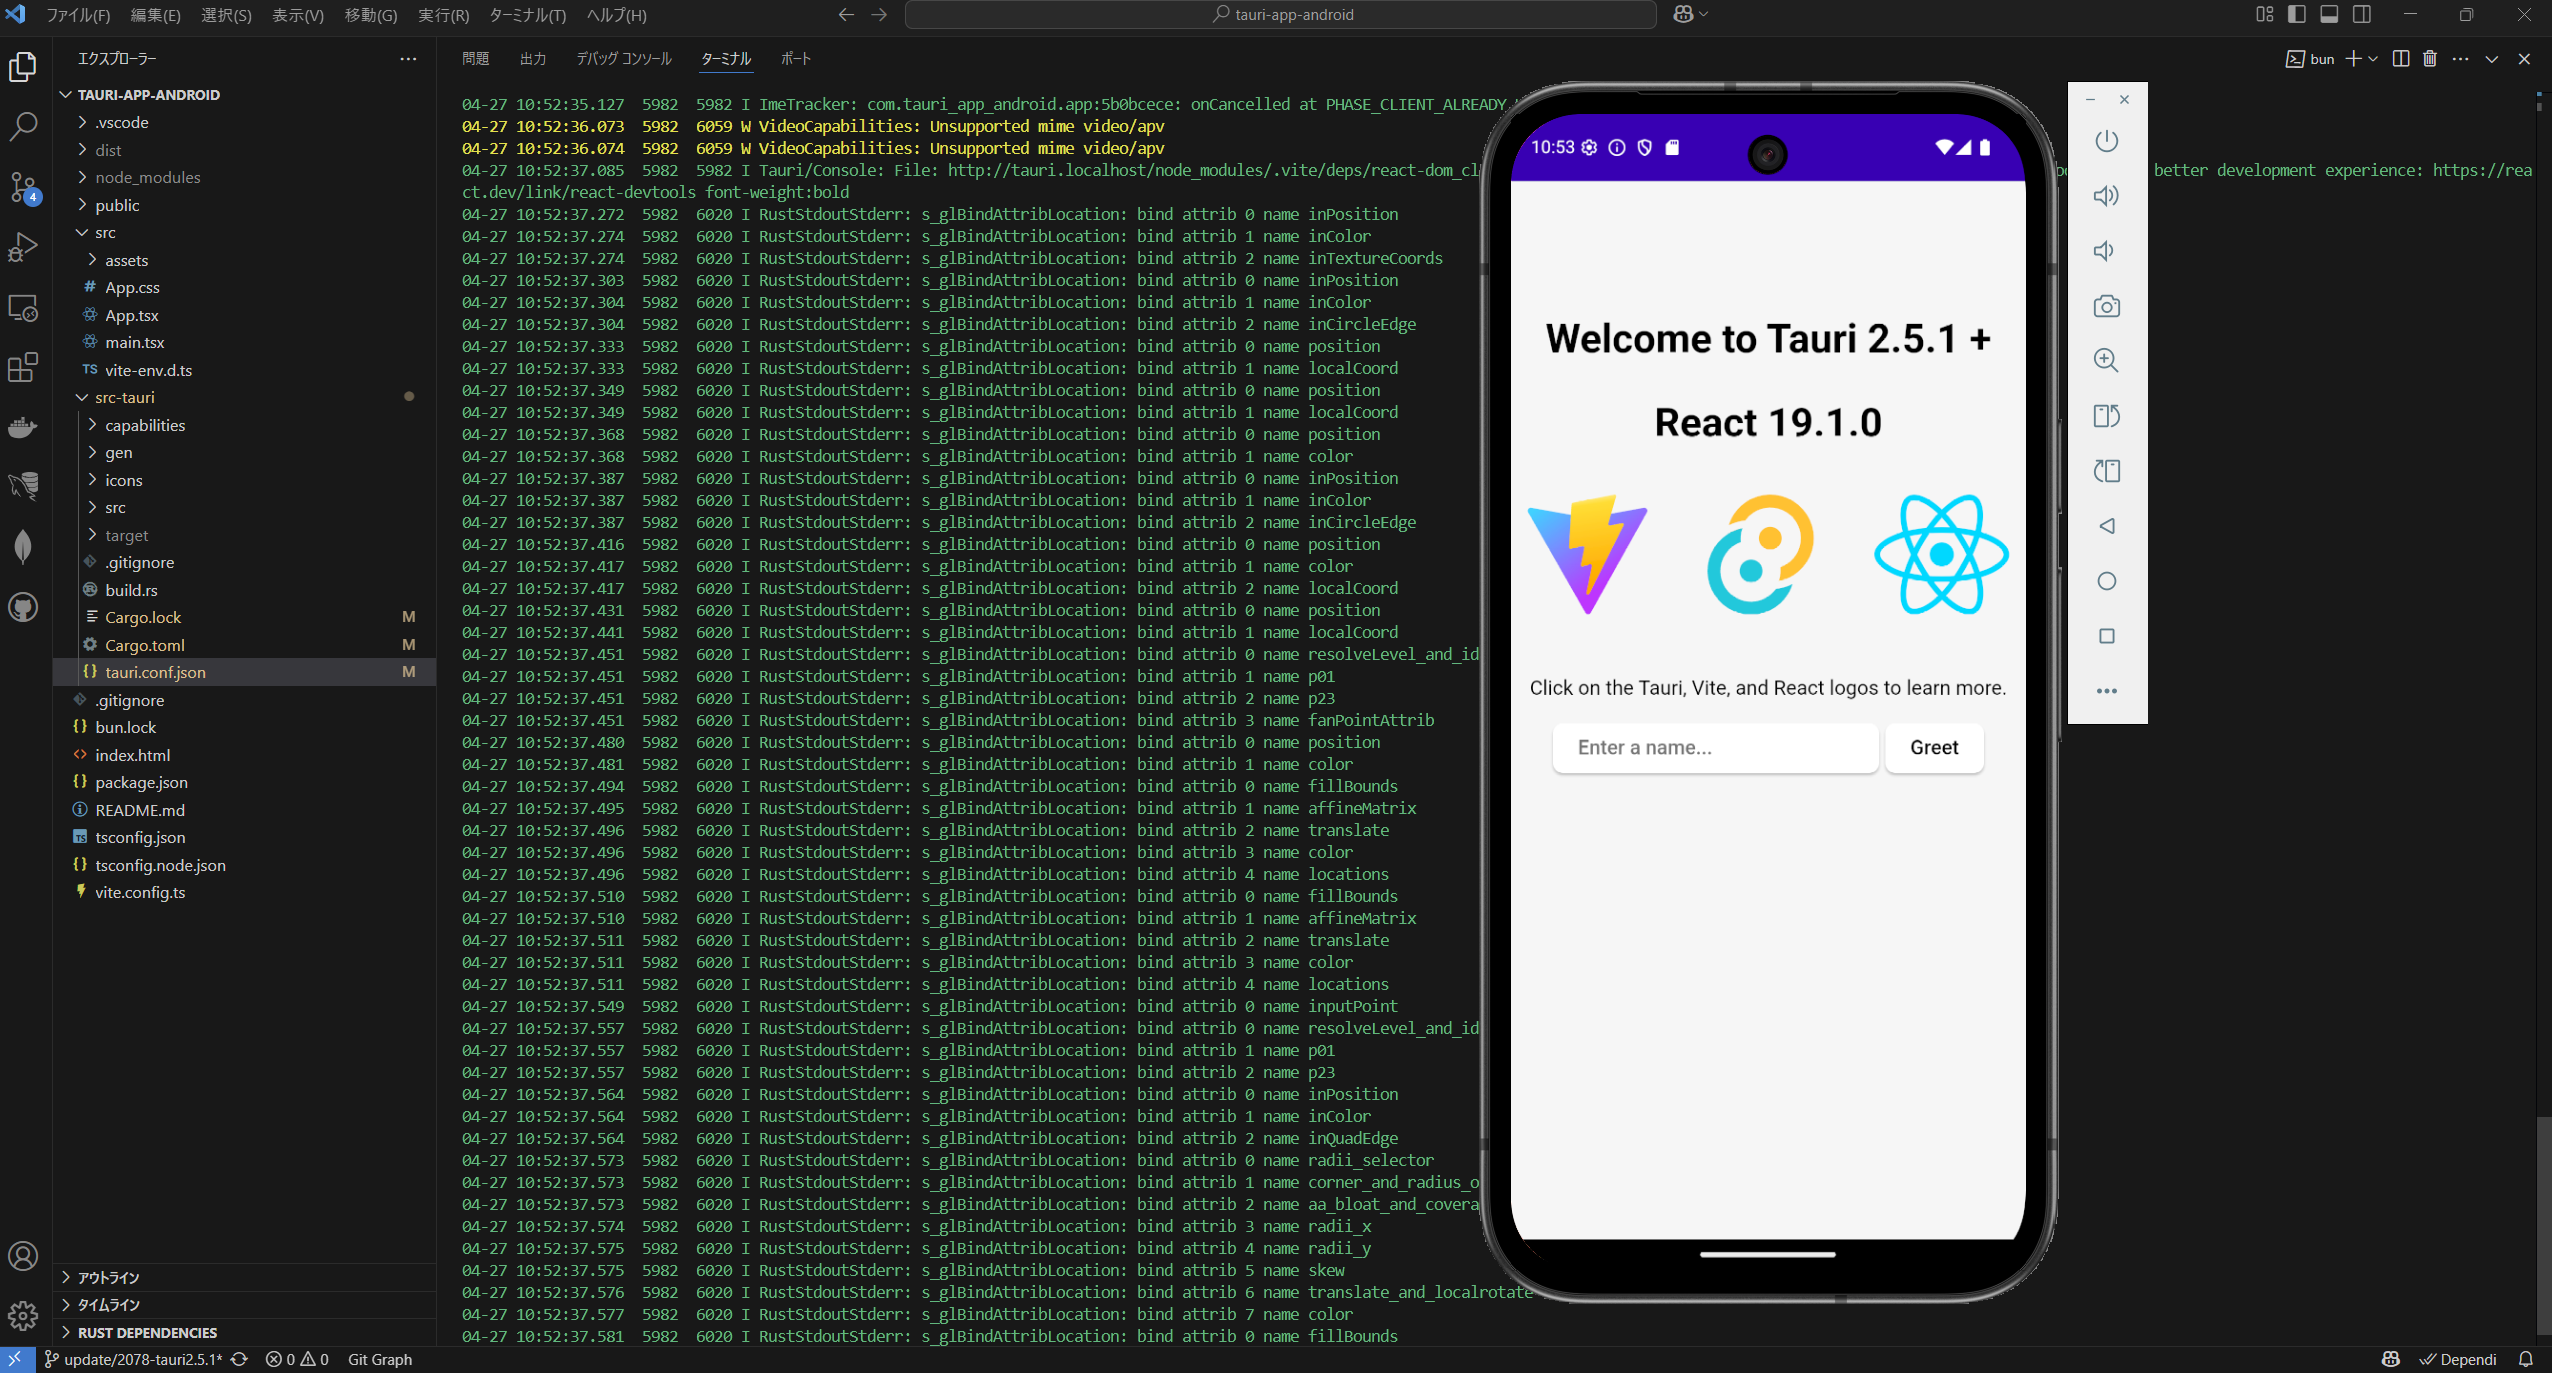 ファイル(F) 編集(E) 選択(S) 表示(V) 移動(G) 実行(R) ターミナル(T) ヘルプ(H)
tauri-app-android
エクスプローラー
TAURI-APP-ANDROID
.vscode
dist
node_modules
public
src
assets
App.css
App.tsx
main.tsx
TS vite-env.d.ts
src-tauri
capabilities
gen
icons
src
target
.gitignore
build.rs
Cargo.lock M
Cargo.toml M
tauri.conf.json M
.gitignore
bun.lock
index.html
package.json
README.md
tsconfig.json
tsconfig.node.json
vite.config.ts
アウトライン
タイムライン
RUST DEPENDENCIES
4
問題 出力 デバッグ コンソール ターミナル ポート
bun
04-27 10:52:35.127 5982 5982 I ImeTracker: com.tauri_app_android.app:5b0bcece: onCancelled at PHASE_CLIENT_ALREADY
04-27 10:52:36.073 5982 6059 W VideoCapabilities: Unsupported mime video/apv
04-27 10:52:36.074 5982 6059 W VideoCapabilities: Unsupported mime video/apv
04-27 10:52:37.085 5982 5982 I Tauri/Console: File: http://tauri.localhost/node_modules/.vite/deps/react-dom_cl better development experience: https://rea
ct.dev/link/react-devtools font-weight:bold
04-27 10:52:37.272 5982 6020 I RustStdoutStderr: s_glBindAttribLocation: bind attrib 0 name inPosition
04-27 10:52:37.274 5982 6020 I RustStdoutStderr: s_glBindAttribLocation: bind attrib 1 name inColor
04-27 10:52:37.274 5982 6020 I RustStdoutStderr: s_glBindAttribLocation: bind attrib 2 name inTextureCoords
04-27 10:52:37.303 5982 6020 I RustStdoutStderr: s_glBindAttribLocation: bind attrib 0 name inPosition
04-27 10:52:37.304 5982 6020 I RustStdoutStderr: s_glBindAttribLocation: bind attrib 1 name inColor
04-27 10:52:37.304 5982 6020 I RustStdoutStderr: s_glBindAttribLocation: bind attrib 2 name inCircleEdge
04-27 10:52:37.333 5982 6020 I RustStdoutStderr: s_glBindAttribLocation: bind attrib 0 name position
04-27 10:52:37.333 5982 6020 I RustStdoutStderr: s_glBindAttribLocation: bind attrib 1 name localCoord
04-27 10:52:37.349 5982 6020 I RustStdoutStderr: s_glBindAttribLocation: bind attrib 0 name position
04-27 10:52:37.349 5982 6020 I RustStdoutStderr: s_glBindAttribLocation: bind attrib 1 name localCoord
04-27 10:52:37.368 5982 6020 I RustStdoutStderr: s_glBindAttribLocation: bind attrib 0 name position
04-27 10:52:37.368 5982 6020 I RustStdoutStderr: s_glBindAttribLocation: bind attrib 1 name color
04-27 10:52:37.387 5982 6020 I RustStdoutStderr: s_glBindAttribLocation: bind attrib 0 name inPosition
04-27 10:52:37.387 5982 6020 I RustStdoutStderr: s_glBindAttribLocation: bind attrib 1 name inColor
04-27 10:52:37.387 5982 6020 I RustStdoutStderr: s_glBindAttribLocation: bind attrib 2 name inCircleEdge
04-27 10:52:37.416 5982 6020 I RustStdoutStderr: s_glBindAttribLocation: bind attrib 0 name position
04-27 10:52:37.417 5982 6020 I RustStdoutStderr: s_glBindAttribLocation: bind attrib 1 name color
04-27 10:52:37.417 5982 6020 I RustStdoutStderr: s_glBindAttribLocation: bind attrib 2 name localCoord
04-27 10:52:37.431 5982 6020 I RustStdoutStderr: s_glBindAttribLocation: bind attrib 0 name position
04-27 10:52:37.441 5982 6020 I RustStdoutStderr: s_glBindAttribLocation: bind attrib 1 name localCoord
04-27 10:52:37.451 5982 6020 I RustStdoutStderr: s_glBindAttribLocation: bind attrib 0 name resolveLevel_and_id
04-27 10:52:37.451 5982 6020 I RustStdoutStderr: s_glBindAttribLocation: bind attrib 1 name p01
04-27 10:52:37.451 5982 6020 I RustStdoutStderr: s_glBindAttribLocation: bind attrib 2 name p23
04-27 10:52:37.451 5982 6020 I RustStdoutStderr: s_glBindAttribLocation: bind attrib 3 name fanPointAttrib
04-27 10:52:37.480 5982 6020 I RustStdoutStderr: s_glBindAttribLocation: bind attrib 0 name position
04-27 10:52:37.481 5982 6020 I RustStdoutStderr: s_glBindAttribLocation: bind attrib 1 name color
04-27 10:52:37.494 5982 6020 I RustStdoutStderr: s_glBindAttribLocation: bind attrib 0 name fillBounds
04-27 10:52:37.495 5982 6020 I RustStdoutStderr: s_glBindAttribLocation: bind attrib 1 name affineMatrix
04-27 10:52:37.496 5982 6020 I RustStdoutStderr: s_glBindAttribLocation: bind attrib 2 name translate
04-27 10:52:37.496 5982 6020 I RustStdoutStderr: s_glBindAttribLocation: bind attrib 3 name color
04-27 10:52:37.496 5982 6020 I RustStdoutStderr: s_glBindAttribLocation: bind attrib 4 name locations
04-27 10:52:37.510 5982 6020 I RustStdoutStderr: s_glBindAttribLocation: bind attrib 0 name fillBounds
04-27 10:52:37.510 5982 6020 I RustStdoutStderr: s_glBindAttribLocation: bind attrib 1 name affineMatrix
04-27 10:52:37.511 5982 6020 I RustStdoutStderr: s_glBindAttribLocation: bind attrib 2 name translate
04-27 10:52:37.511 5982 6020 I RustStdoutStderr: s_glBindAttribLocation: bind attrib 3 name color
04-27 10:52:37.511 5982 6020 I RustStdoutStderr: s_glBindAttribLocation: bind attrib 4 name locations
04-27 10:52:37.549 5982 6020 I RustStdoutStderr: s_glBindAttribLocation: bind attrib 0 name inputPoint
04-27 10:52:37.557 5982 6020 I RustStdoutStderr: s_glBindAttribLocation: bind attrib 0 name resolveLevel_and_id
04-27 10:52:37.557 5982 6020 I RustStdoutStderr: s_glBindAttribLocation: bind attrib 1 name p01
04-27 10:52:37.557 5982 6020 I RustStdoutStderr: s_glBindAttribLocation: bind attrib 2 name p23
04-27 10:52:37.564 5982 6020 I RustStdoutStderr: s_glBindAttribLocation: bind attrib 0 name inPosition
04-27 10:52:37.564 5982 6020 I RustStdoutStderr: s_glBindAttribLocation: bind attrib 1 name inColor
04-27 10:52:37.564 5982 6020 I RustStdoutStderr: s_glBindAttribLocation: bind attrib 2 name inQuadEdge
04-27 10:52:37.573 5982 6020 I RustStdoutStderr: s_glBindAttribLocation: bind attrib 0 name radii_selector
04-27 10:52:37.573 5982 6020 I RustStdoutStderr: s_glBindAttribLocation: bind attrib 1 name corner_and_radius_o
04-27 10:52:37.573 5982 6020 I RustStdoutStderr: s_glBindAttribLocation: bind attrib 2 name aa_bloat_and_covera
04-27 10:52:37.574 5982 6020 I RustStdoutStderr: s_glBindAttribLocation: bind attrib 3 name radii_x
04-27 10:52:37.575 5982 6020 I RustStdoutStderr: s_glBindAttribLocation: bind attrib 4 name radii_y
04-27 10:52:37.575 5982 6020 I RustStdoutStderr: s_glBindAttribLocation: bind attrib 5 name skew
04-27 10:52:37.576 5982 6020 I RustStdoutStderr: s_glBindAttribLocation: bind attrib 6 name translate_and_localrotate
04-27 10:52:37.577 5982 6020 I RustStdoutStderr: s_glBindAttribLocation: bind attrib 7 name color
04-27 10:52:37.581 5982 6020 I RustStdoutStderr: s_glBindAttribLocation: bind attrib 0 name fillBounds
10:53
Welcome to Tauri 2.5.1 +
React 19.1.0
Click on the Tauri, Vite, and React logos to learn more.
Enter a name... Greet
update/2078-tauri2.5.1* 0 0 Git Graph Dependi